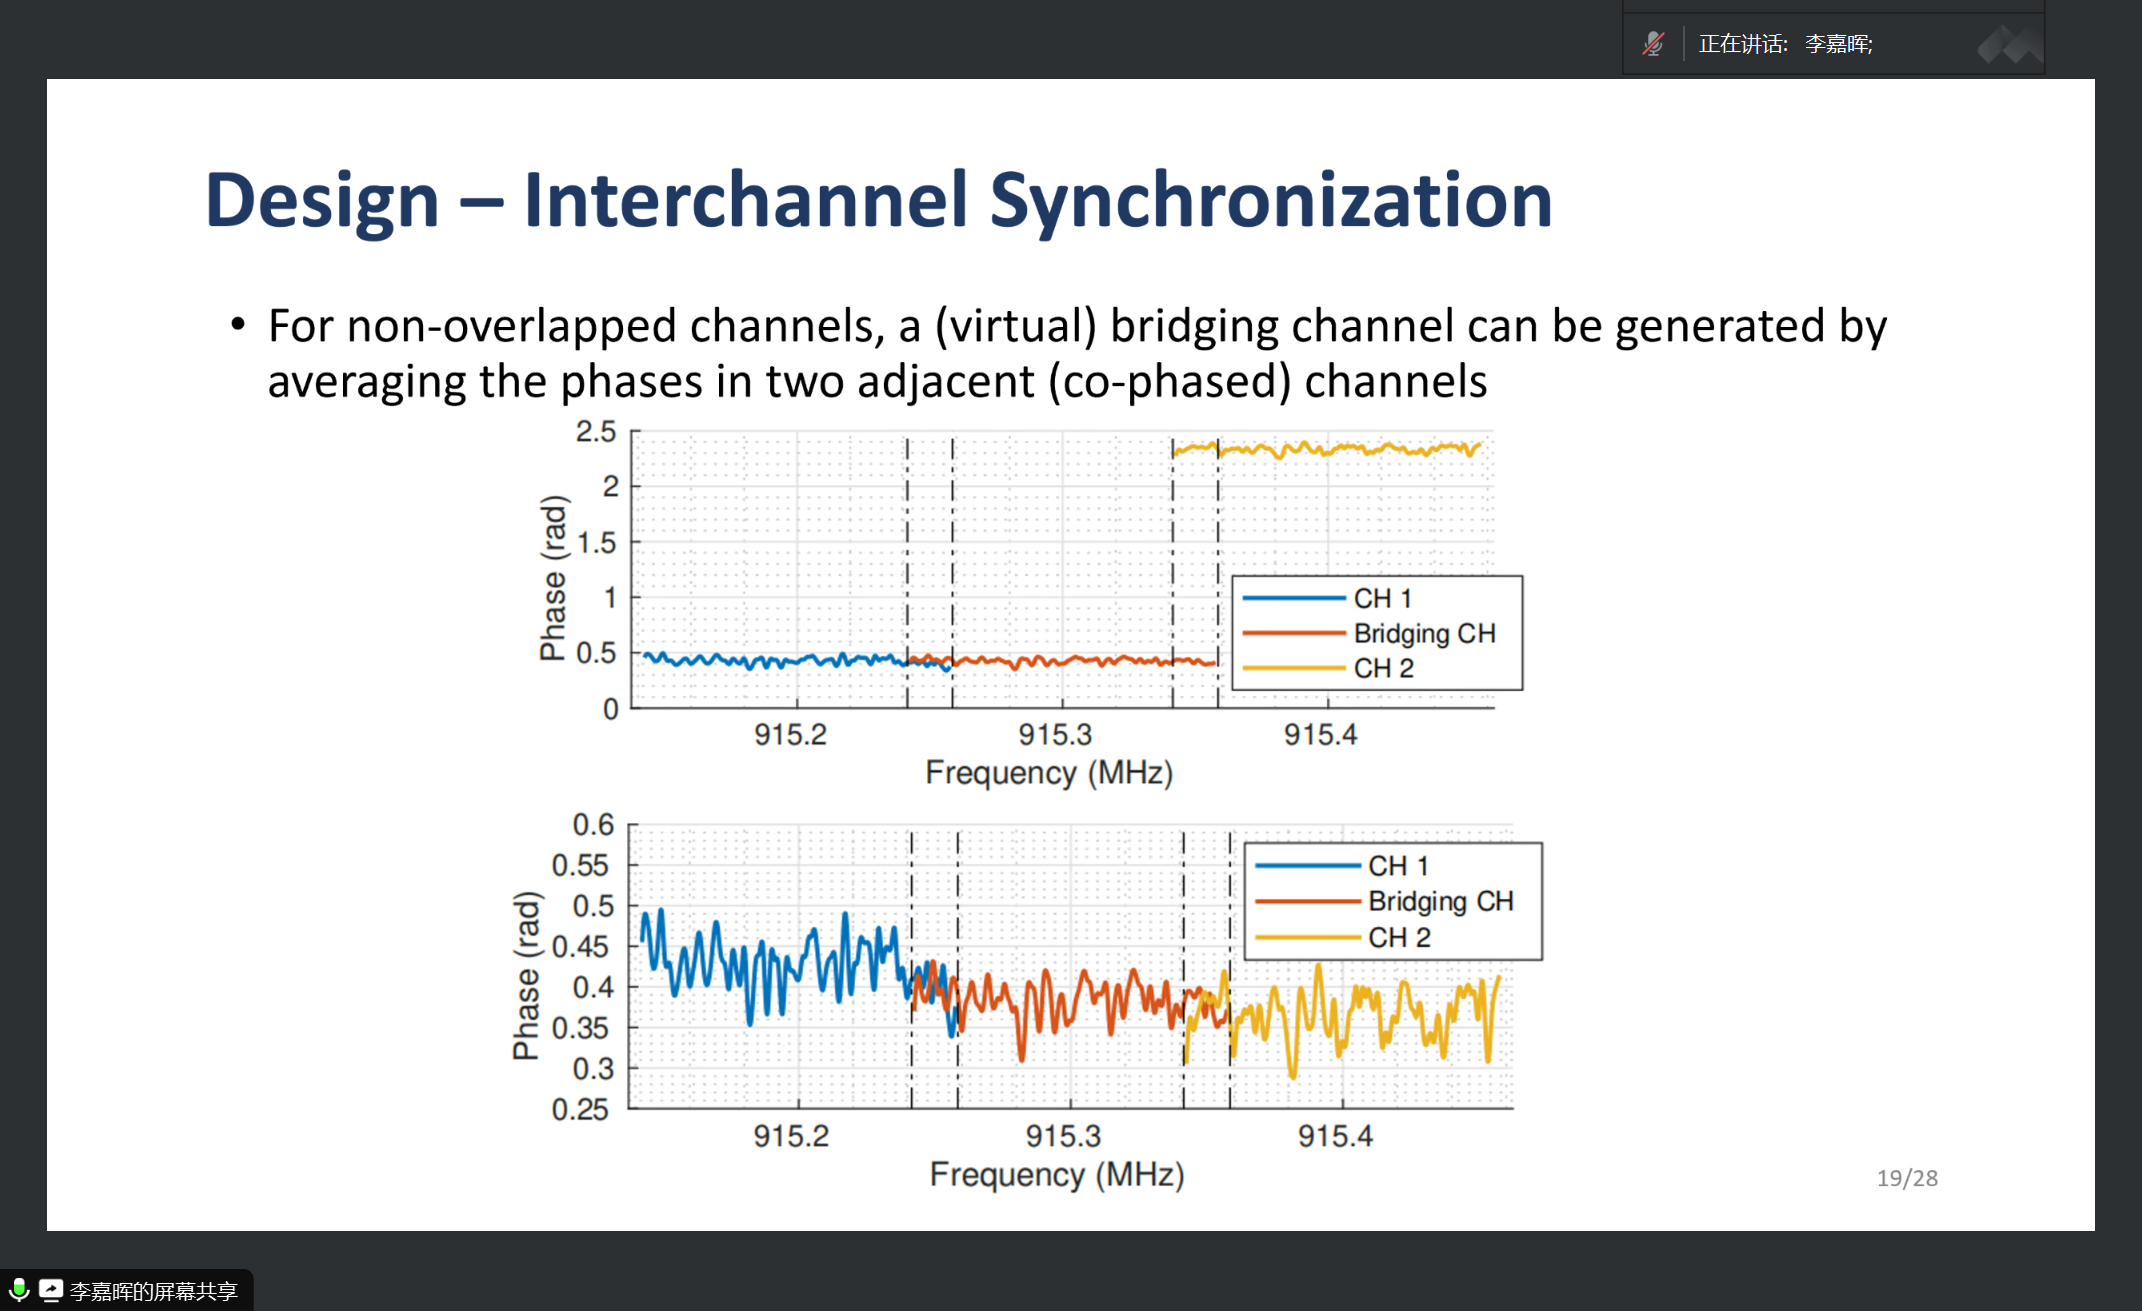 正在讲话: 李嘉晖;
Design – Interchannel Synchronization
• For non-overlapped channels, a (virtual) bridging channel can be generated by
averaging the phases in two adjacent (co-phased) channels
2.5
2
1.5
1
0.5
0
Phase (rad)
915.2
915.3
915.4
Frequency (MHz)
CH 1
Bridging CH
CH 2
0.6
0.55
0.5
0.45
0.4
0.35
0.3
0.25
Phase (rad)
915.2
915.3
915.4
Frequency (MHz)
CH 1
Bridging CH
CH 2
19/28
李嘉晖的屏幕共享